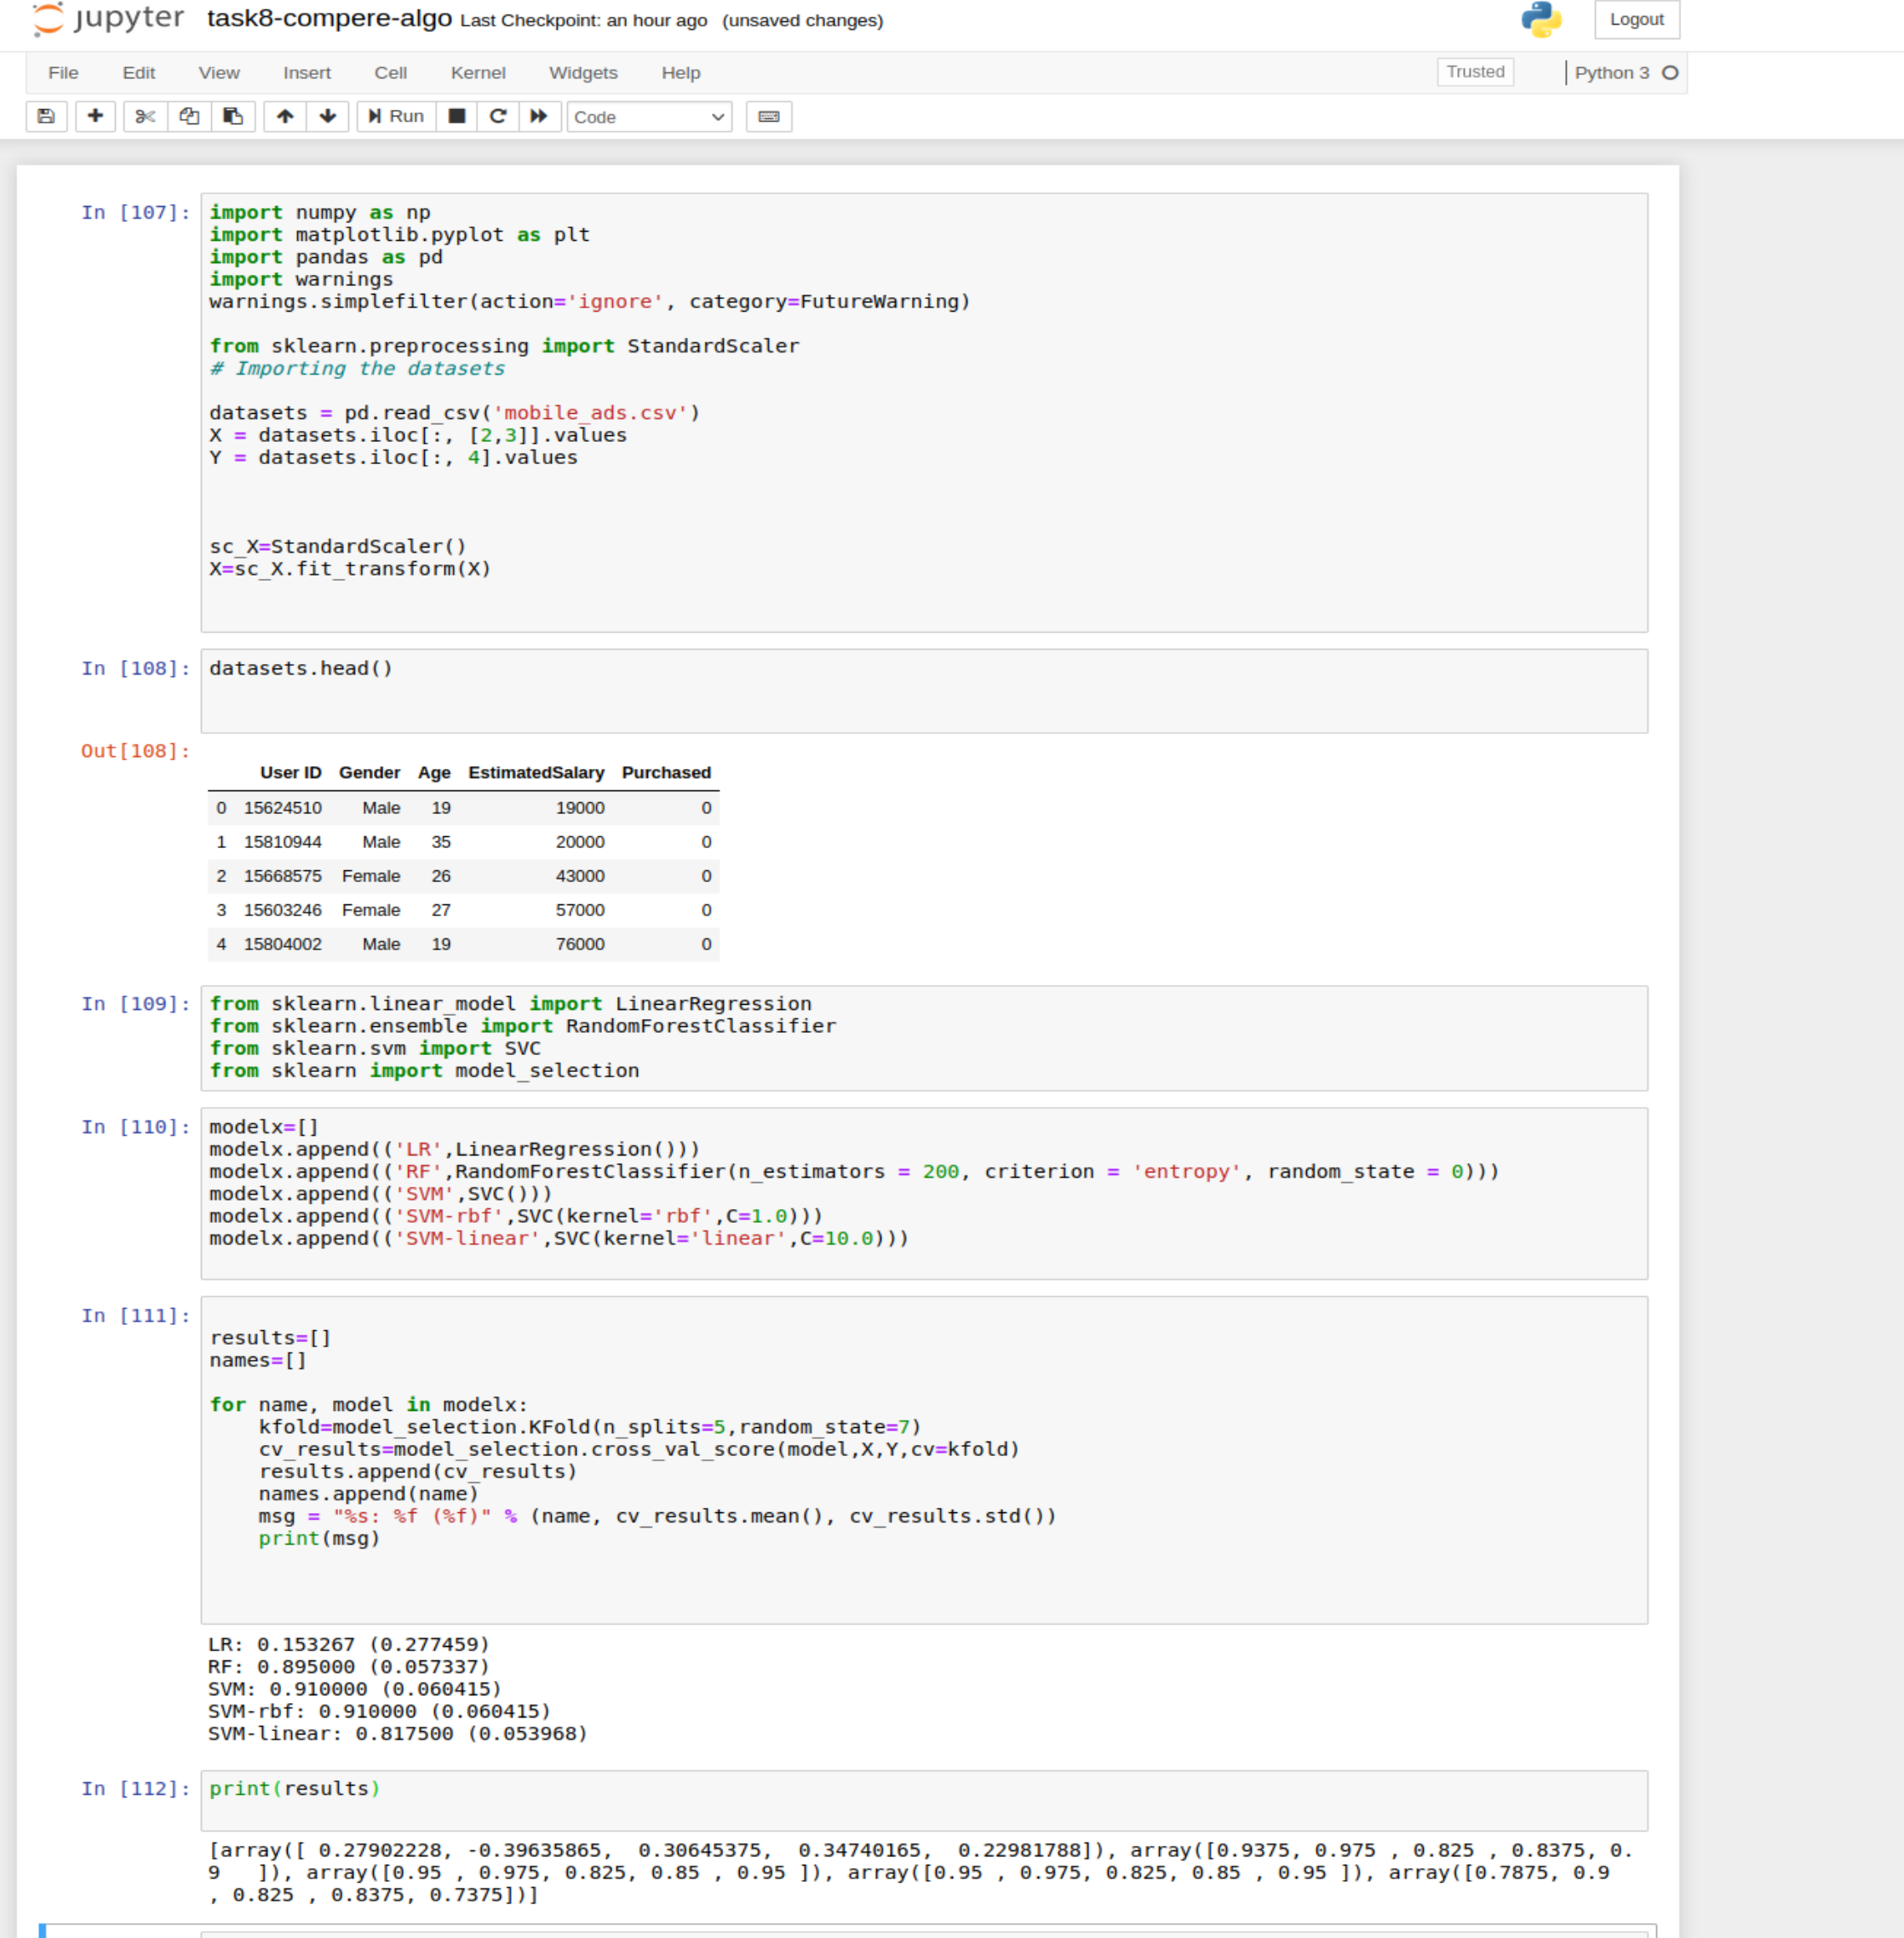 jupyter task8-compere-algo Last Checkpoint: an hour ago (unsaved changes) Logout
File Edit View Insert Cell Kernel Widgets Help Trusted Python 3
Run Code
In [107]: import numpy as np
import matplotlib.pyplot as plt
import pandas as pd
import warnings
warnings.simplefilter(action='ignore', category=FutureWarning)
from sklearn.preprocessing import StandardScaler
# Importing the datasets
datasets = pd.read_csv('mobile_ads.csv')
X = datasets.iloc[:, [2,3]].values
Y = datasets.iloc[:, 4].values
sc_X=StandardScaler()
X=sc_X.fit_transform(X)
In [108]: datasets.head()
Out[108]:
User ID Gender Age EstimatedSalary Purchased
0 15624510 Male 19 19000 0
1 15810944 Male 35 20000 0
2 15668575 Female 26 43000 0
3 15603246 Female 27 57000 0
4 15804002 Male 19 76000 0
In [109]: from sklearn.linear_model import LinearRegression
from sklearn.ensemble import RandomForestClassifier
from sklearn.svm import SVC
from sklearn import model_selection
In [110]: modelx=[]
modelx.append(('LR',LinearRegression()))
modelx.append(('RF',RandomForestClassifier(n_estimators = 200, criterion = 'entropy', random_state = 0)))
modelx.append(('SVM',SVC()))
modelx.append(('SVM-rbf',SVC(kernel='rbf',C=1.0)))
modelx.append(('SVM-linear',SVC(kernel='linear',C=10.0)))
In [111]:
results=[]
names=[]
for name, model in modelx:
    kfold=model_selection.KFold(n_splits=5,random_state=7)
    cv_results=model_selection.cross_val_score(model,X,Y,cv=kfold)
    results.append(cv_results)
    names.append(name)
    msg = "%s: %f (%f)" % (name, cv_results.mean(), cv_results.std())
    print(msg)
LR: 0.153267 (0.277459)
RF: 0.895000 (0.057337)
SVM: 0.910000 (0.060415)
SVM-rbf: 0.910000 (0.060415)
SVM-linear: 0.817500 (0.053968)
In [112]: print(results)
[array([ 0.27902228, -0.39635865,  0.30645375,  0.34740165,  0.22981788]), array([0.9375, 0.975 , 0.825 , 0.8375, 0.
9   ]), array([0.95 , 0.975, 0.825, 0.85 , 0.95 ]), array([0.95 , 0.975, 0.825, 0.85 , 0.95 ]), array([0.7875, 0.9
, 0.825 , 0.8375, 0.7375])]